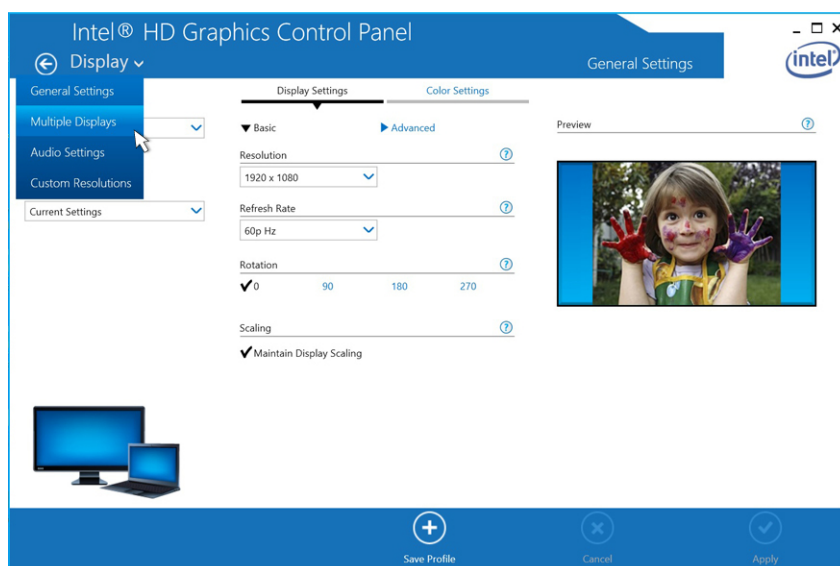 Intel® HD Graphics Control Panel
Display
General Settings
intel
General Settings
Multiple Displays
Audio Settings
Custom Resolutions
Current Settings
Display Settings
Color Settings
Basic
Advanced
Resolution
?
1920 x 1080
Refresh Rate
?
60p Hz
Rotation
?
0
90
180
270
Scaling
?
Maintain Display Scaling
Preview
?
Save Profile
Cancel
Apply